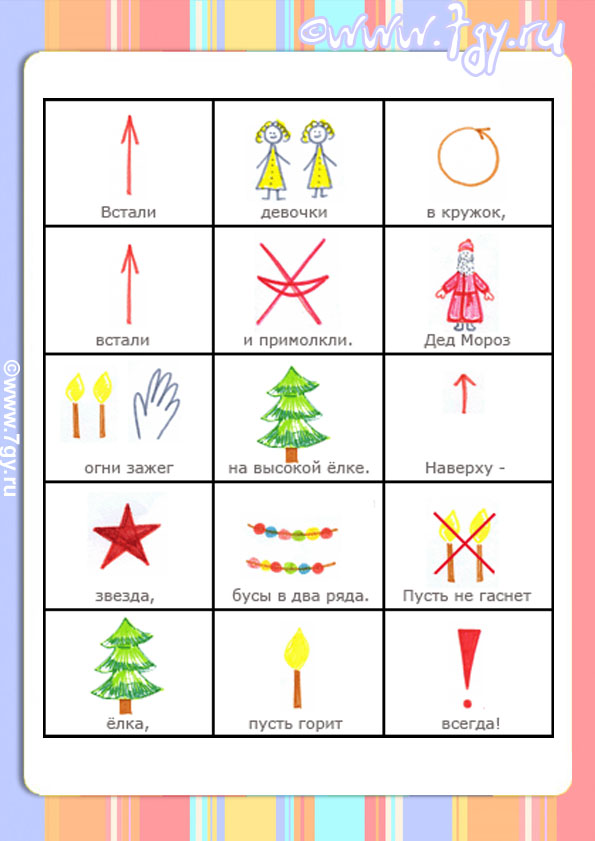 ©www.7gy.ru
Встали
девочки
в кружок,
встали
и примолкли.
Дед Мороз
огни зажег
на высокой ёлке.
Наверху -
звезда,
бусы в два ряда.
Пусть не гаснет
ёлка,
пусть горит
всегда!
©www.7gy.ru